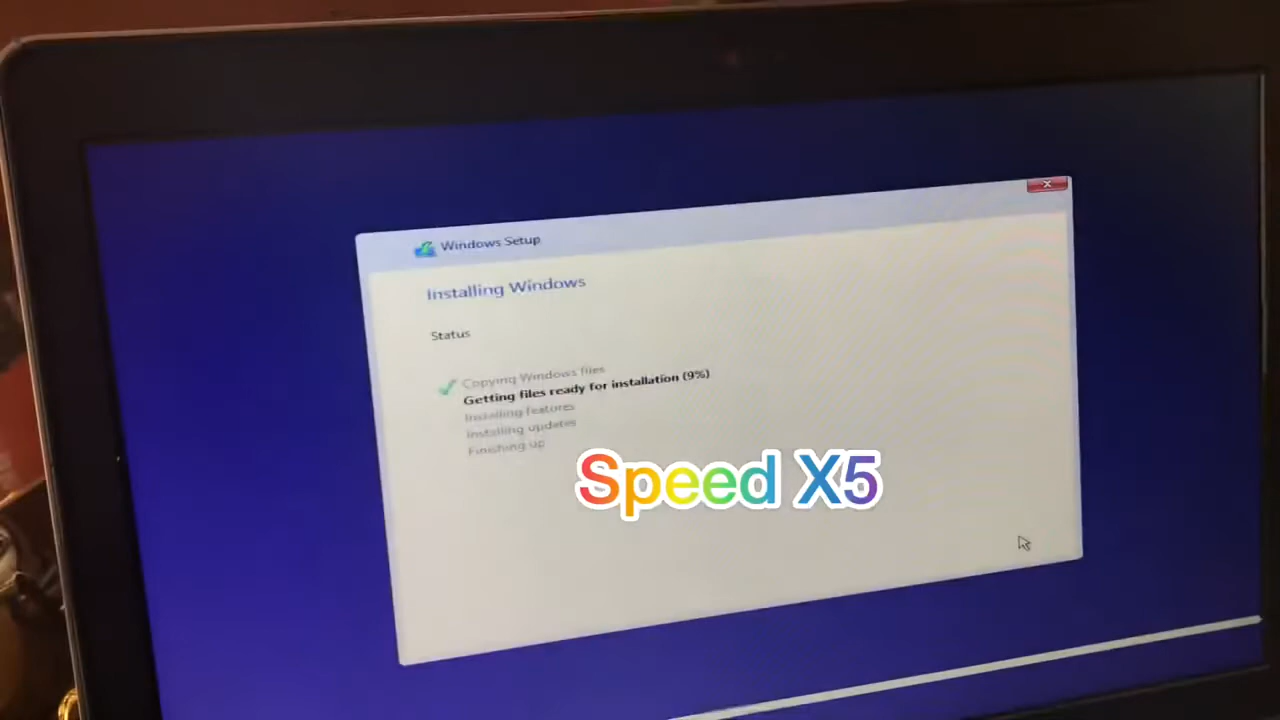 Windows Setup
Installing Windows
Status
Copying Windows files
Getting files ready for installation (9%)
Installing features
Installing updates
Finishing up
Speed X5